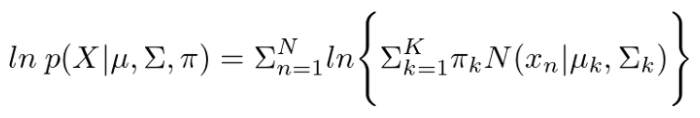 ln p(X|μ, Σ, π) = Σ_{n=1}^{N} ln{ Σ_{k=1}^{K} π_k N(x_n|μ_k, Σ_k) }